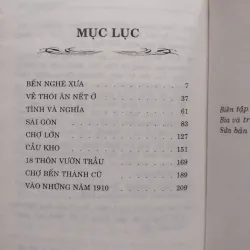 MỤC LỤC
BẾN NGHÉ XƯA 7
VỀ THÓI ĂN NẾT Ở 37
TÌNH VÀ NGHĨA 61
SÀI GÒN 83
CHỢ LỚN 127
CẦU KHO 151
18 THÔN VƯỜN TRẦU 169
CHỢ BẾN THÀNH CŨ 189
VÀO NHỮNG NĂM 1910 209
Biên tập
Bìa và tr
Sửa bản